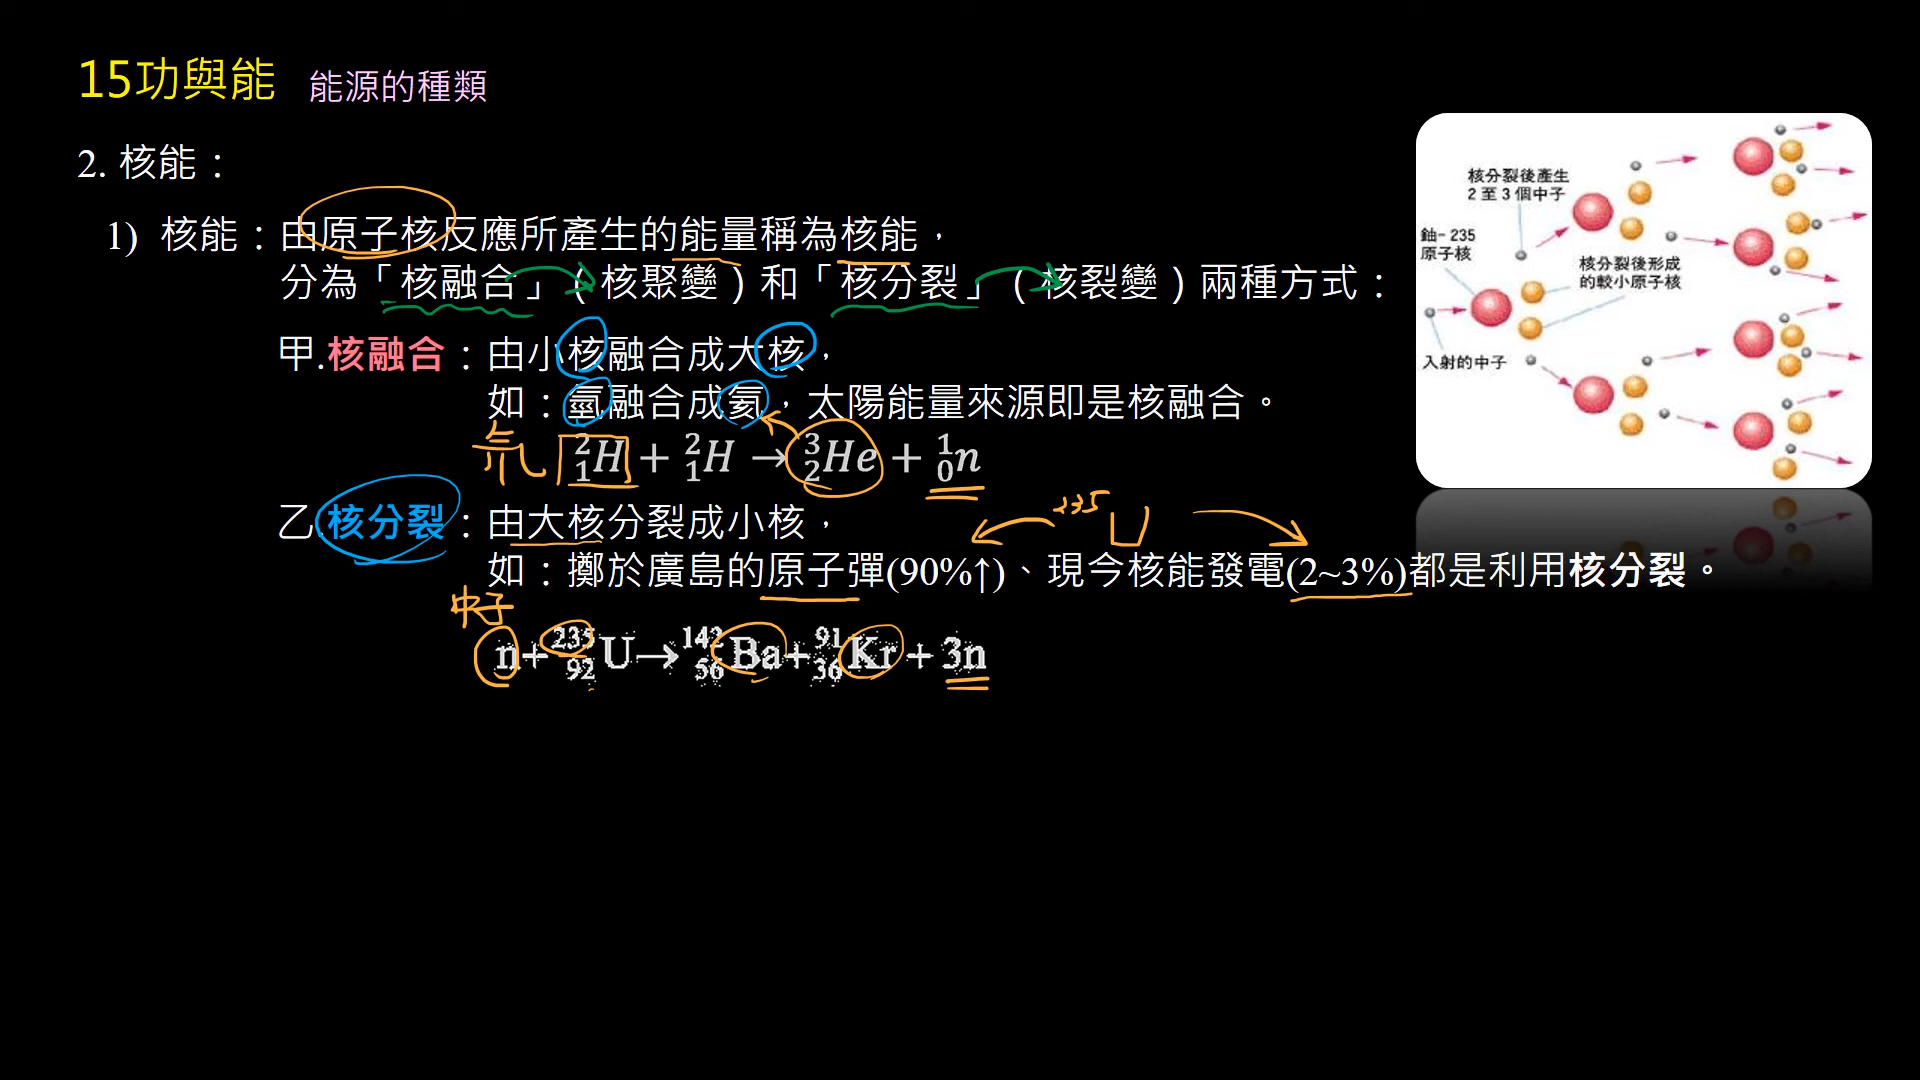 15功與能 能源的種類
2. 核能：
1) 核能：由原子核反應所產生的能量稱為核能，
分為「核融合」（核聚變）和「核分裂」（核裂變）兩種方式：
甲.核融合：由小核融合成大核，
如：氫融合成氦，太陽能量來源即是核融合。
氘 ²₁H + ²₁H → ³₂He + ¹₀n
乙.核分裂：由大核分裂成小核，
235 U
如：擲於廣島的原子彈(90%↑)、現今核能發電(2~3%)都是利用核分裂。
中子
n+²³⁵₉₂U→¹⁴²₅₆Ba+⁹¹₃₆Kr+3n
核分裂後產生
2 至 3 個中子
鈾- 235
原子核
核分裂後形成
的較小原子核
入射的中子